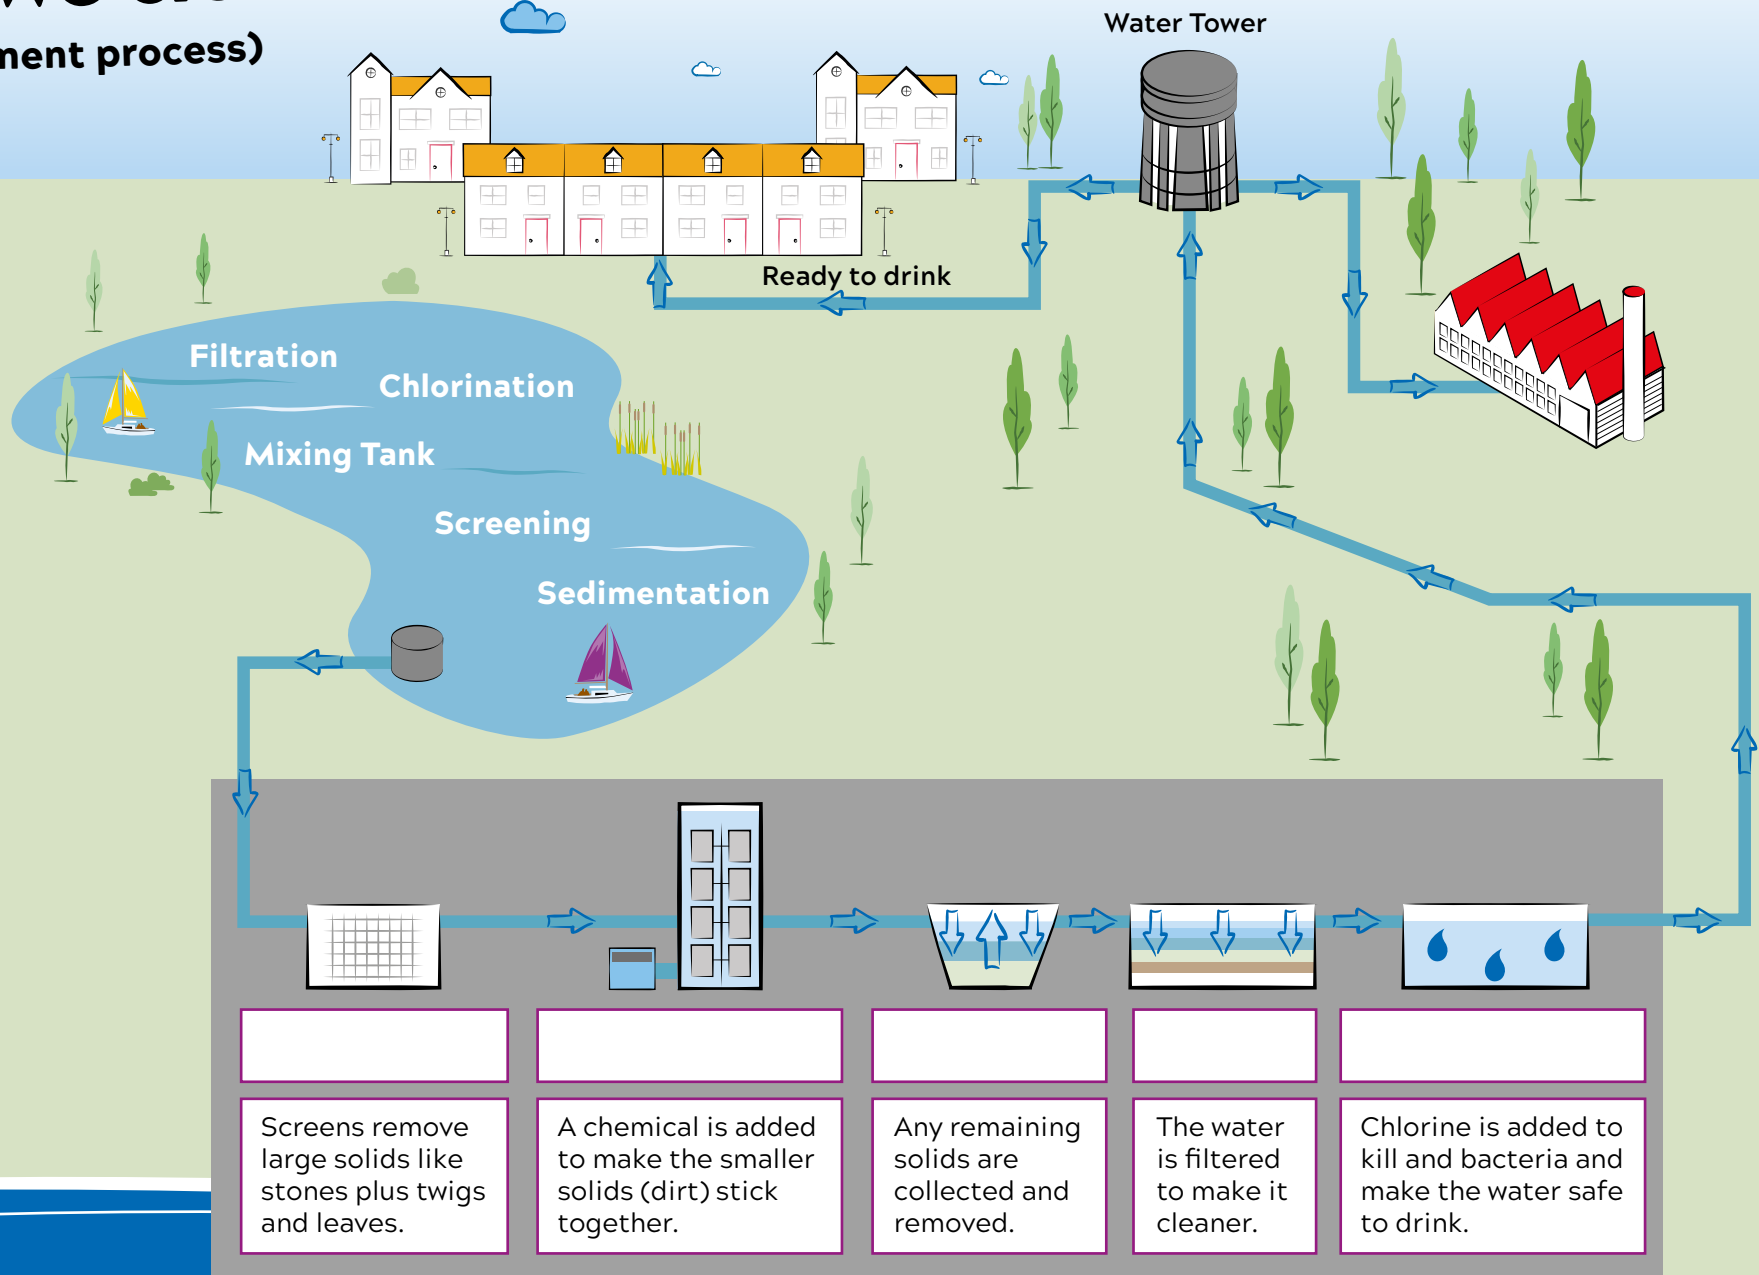 process)
Water Tower
Ready to drink
Filtration
Chlorination
Mixing Tank
Screening
Sedimentation
Screens remove
large solids like
stones plus twigs
and leaves.
A chemical is added
to make the smaller
solids (dirt) stick
together.
Any remaining
solids are
collected and
removed.
The water
is filtered
to make it
cleaner.
Chlorine is added to
kill and bacteria and
make the water safe
to drink.